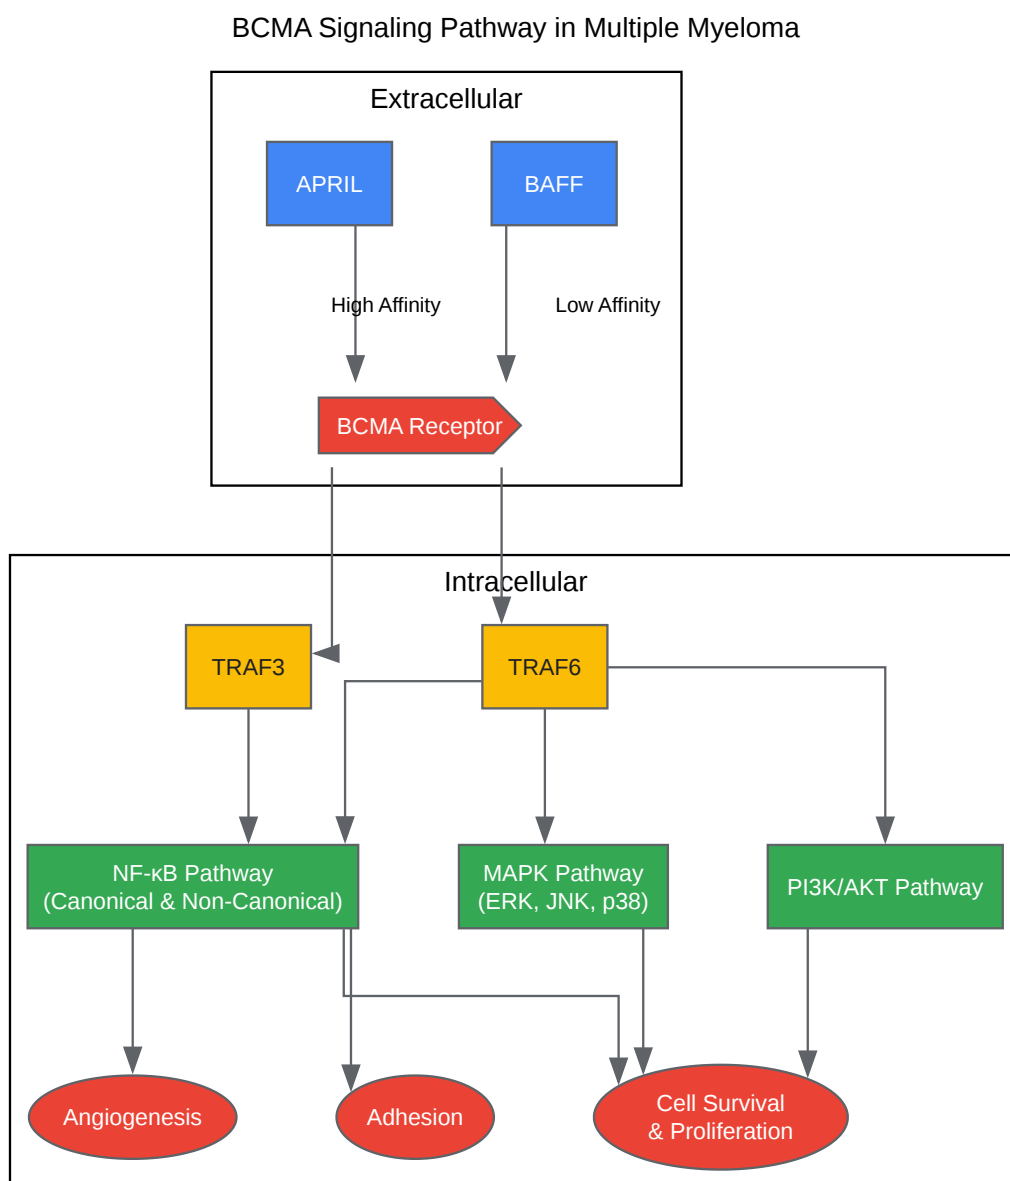 BCMA Signaling Pathway in Multiple Myeloma
Extracellular
APRIL
BAFF
High Affinity
Low Affinity
BCMA Receptor
Intracellular
TRAF3
TRAF6
NF-κB Pathway
(Canonical & Non-Canonical)
MAPK Pathway
(ERK, JNK, p38)
PI3K/AKT Pathway
Angiogenesis
Adhesion
Cell Survival
& Proliferation